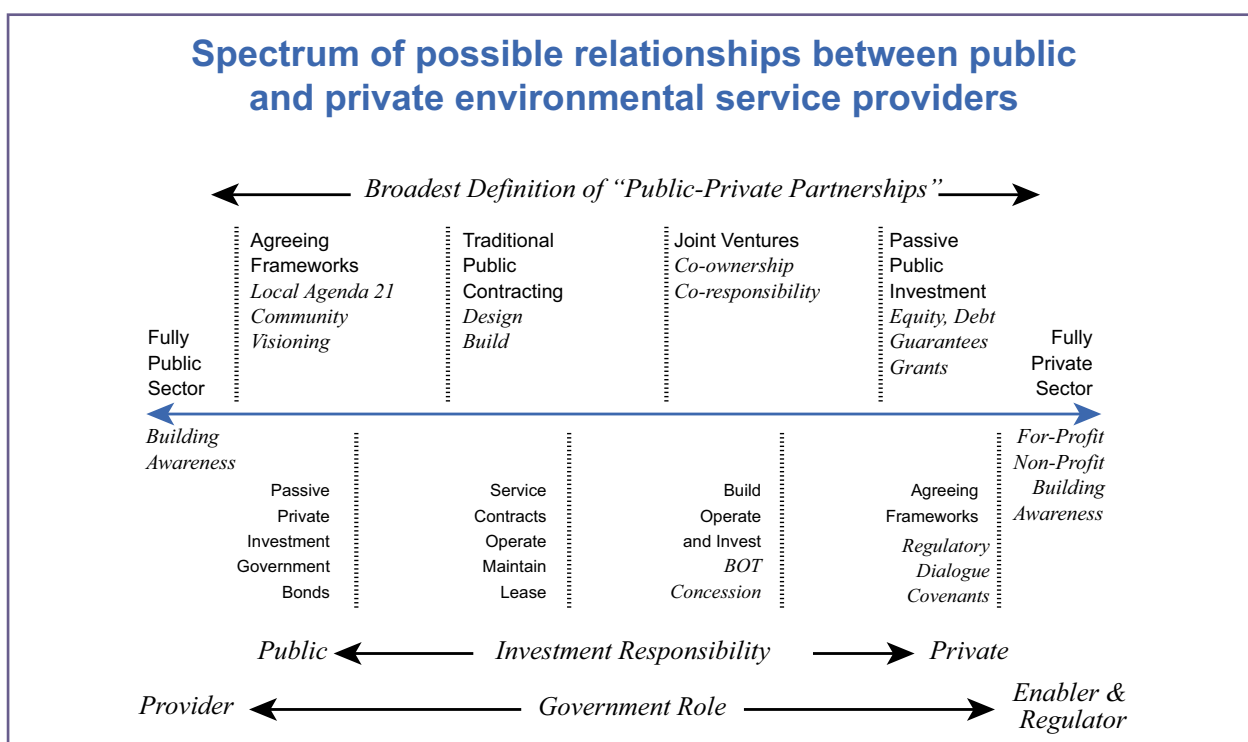 Spectrum of possible relationships between public
and private environmental service providers
Broadest Definition of “Public-Private Partnerships”
Fully
Public
Sector
Agreeing
Frameworks
Local Agenda 21
Community
Visioning
Traditional
Public
Contracting
Design
Build
Joint Ventures
Co-ownership
Co-responsibility
Passive
Public
Investment
Equity, Debt
Guarantees
Grants
Fully
Private
Sector
Building
Awareness
Passive
Private
Investment
Government
Bonds
Service
Contracts
Operate
Maintain
Lease
Build
Operate
and Invest
BOT
Concession
Agreeing
Frameworks
Regulatory
Dialogue
Covenants
For-Profit
Non-Profit
Building
Awareness
Public Investment Responsibility Private
Provider Government Role Enabler &
Regulator